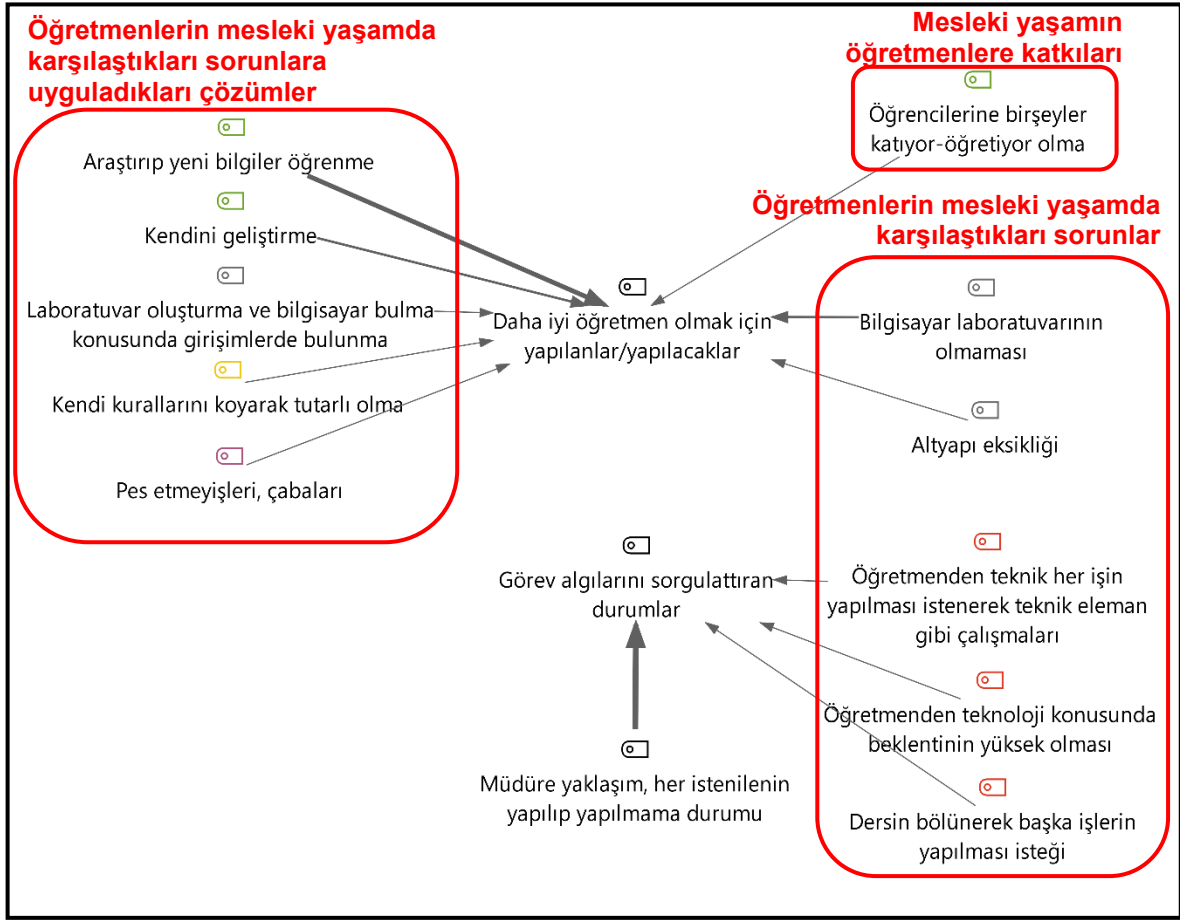 Öğretmenlerin mesleki yaşamda
karşılaştıkları sorunlara
uyguladıkları çözümler
Araştırıp yeni bilgiler öğrenme
Kendini geliştirme
Laboratuvar oluşturma ve bilgisayar bulma
konusunda girişimlerde bulunma
Kendi kurallarını koyarak tutarlı olma
Pes etmeyişleri, çabaları
Mesleki yaşamın
öğretmenlere katkıları
Öğrencilerine birşeyler
katıyor-öğretiyor olma
Daha iyi öğretmen olmak için
yapılanlar/yapılacaklar
Öğretmenlerin mesleki yaşamda
karşılaştıkları sorunlar
Bilgisayar laboratuvarının
olmaması
Altyapı eksikliği
Görev algılarını sorgulattıran
durumlar
Öğretmenden teknik her işin
yapılması istenerek teknik eleman
gibi çalışmaları
Öğretmenden teknoloji konusunda
beklentinin yüksek olması
Müdüre yaklaşım, her istenilenin
yapılıp yapılmama durumu
Dersin bölünerek başka işlerin
yapılması isteği